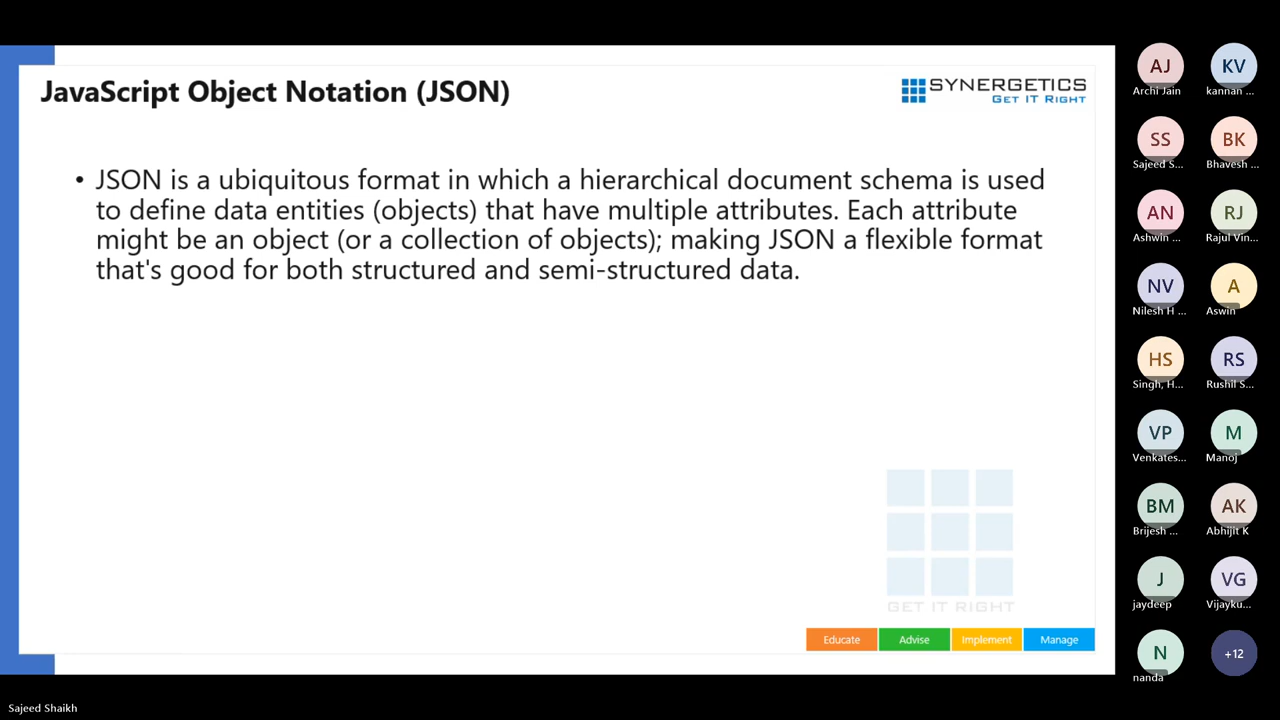 JavaScript Object Notation (JSON)
SYNERGETICS
GET IT RIGHT
• JSON is a ubiquitous format in which a hierarchical document schema is used
to define data entities (objects) that have multiple attributes. Each attribute
might be an object (or a collection of objects); making JSON a flexible format
that's good for both structured and semi-structured data.
GET IT RIGHT
Educate Advise Implement Manage
AJ KV
Archi Jain kannan ...
SS BK
Sajeed S... Bhavesh ...
AN RJ
Ashwin ... Rajul Vin...
NV A
Nilesh H ... Aswin
HS RS
Singh, H... Rushil S...
VP M
Venkates... Manoj
BM AK
Brijesh ... Abhijit K
J VG
jaydeep Vijayku...
N +12
nanda
Sajeed Shaikh